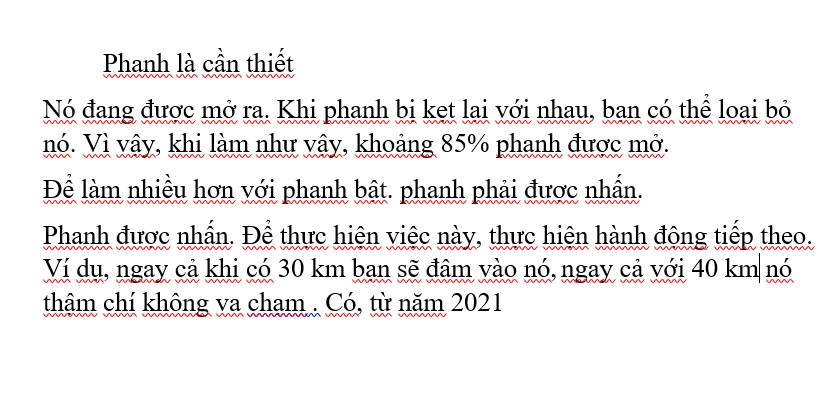 Phanh là cần thiết
Nó đang được mở ra. Khi phanh bị kẹt lại với nhau, bạn có thể loại bỏ
nó. Vì vậy, khi làm như vậy, khoảng 85% phanh được mở.
Để làm nhiều hơn với phanh bật. phanh phải được nhấn.
Phanh được nhấn. Để thực hiện việc này, thực hiện hành động tiếp theo.
Ví dụ, ngay cả khi có 30 km bạn sẽ đâm vào nó, ngay cả với 40 km nó
thậm chí không va chạm . Có, từ năm 2021